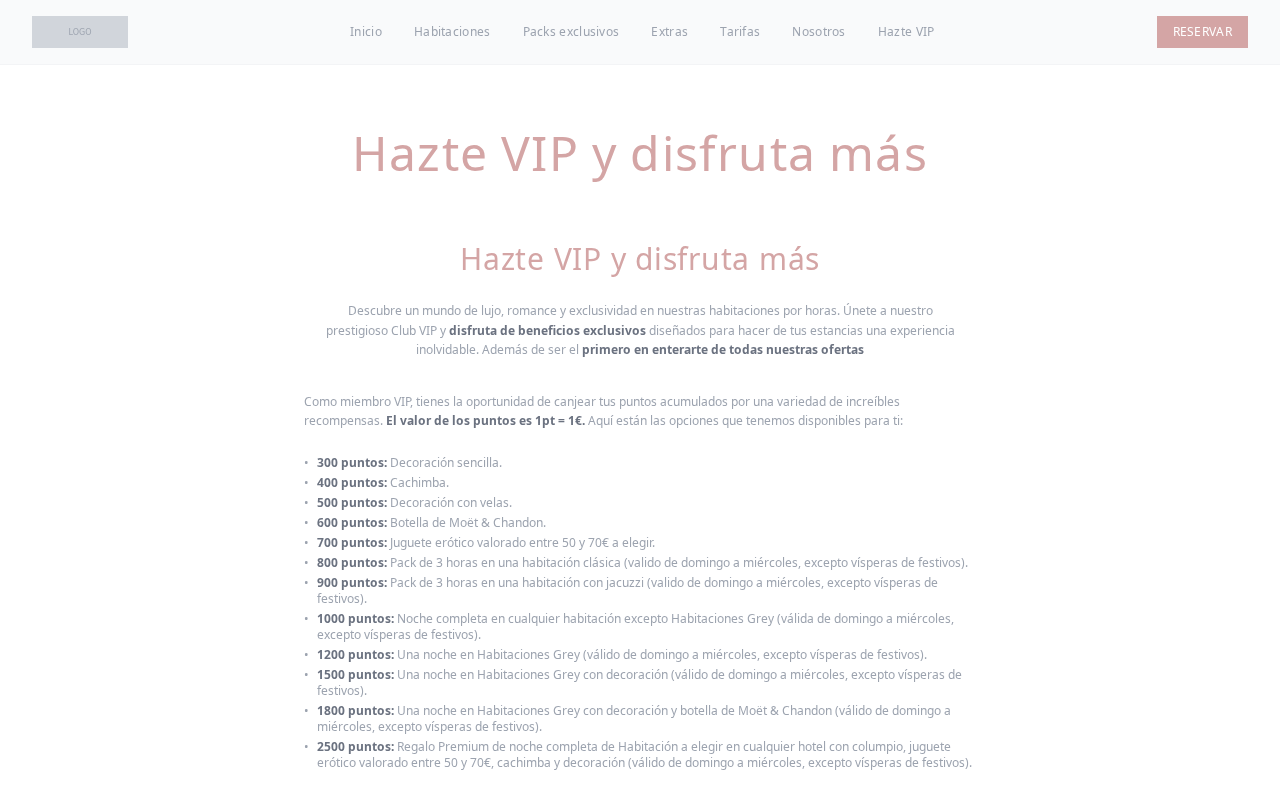 LOGO
Inicio
Habitaciones
Packs exclusivos
Extras
Tarifas
Nosotros
Hazte VIP
RESERVAR
Hazte VIP y disfruta más
Hazte VIP y disfruta más
Descubre un mundo de lujo, romance y exclusividad en nuestras habitaciones por horas. Únete a nuestro
prestigioso Club VIP y disfruta de beneficios exclusivos diseñados para hacer de tus estancias una experiencia
inolvidable. Además de ser el primero en enterarte de todas nuestras ofertas
Como miembro VIP, tienes la oportunidad de canjear tus puntos acumulados por una variedad de increíbles
recompensas. El valor de los puntos es 1pt = 1€. Aquí están las opciones que tenemos disponibles para ti:
• 300 puntos: Decoración sencilla.
• 400 puntos: Cachimba.
• 500 puntos: Decoración con velas.
• 600 puntos: Botella de Moët & Chandon.
• 700 puntos: Juguete erótico valorado entre 50 y 70€ a elegir.
• 800 puntos: Pack de 3 horas en una habitación clásica (valido de domingo a miércoles, excepto vísperas de festivos).
• 900 puntos: Pack de 3 horas en una habitación con jacuzzi (valido de domingo a miércoles, excepto vísperas de
festivos).
• 1000 puntos: Noche completa en cualquier habitación excepto Habitaciones Grey (válida de domingo a miércoles,
excepto vísperas de festivos).
• 1200 puntos: Una noche en Habitaciones Grey (válido de domingo a miércoles, excepto vísperas de festivos).
• 1500 puntos: Una noche en Habitaciones Grey con decoración (válido de domingo a miércoles, excepto vísperas de
festivos).
• 1800 puntos: Una noche en Habitaciones Grey con decoración y botella de Moët & Chandon (válido de domingo a
miércoles, excepto vísperas de festivos).
• 2500 puntos: Regalo Premium de noche completa de Habitación a elegir en cualquier hotel con columpio, juguete
erótico valorado entre 50 y 70€, cachimba y decoración (válido de domingo a miércoles, excepto vísperas de festivos).